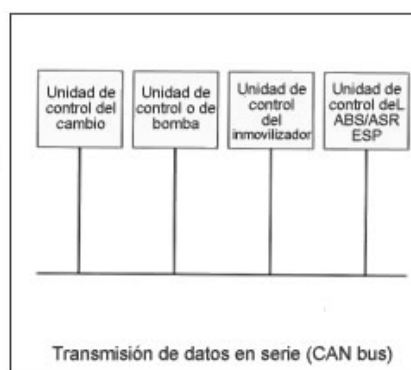 Unidad de
control del
cambio
Unidad de
control o de
bomba
Unidad de
control
del
inmovilizador
Unidad de
control deL
ABS/ASR
ESP
Transmisión de datos en serie (CAN bus)